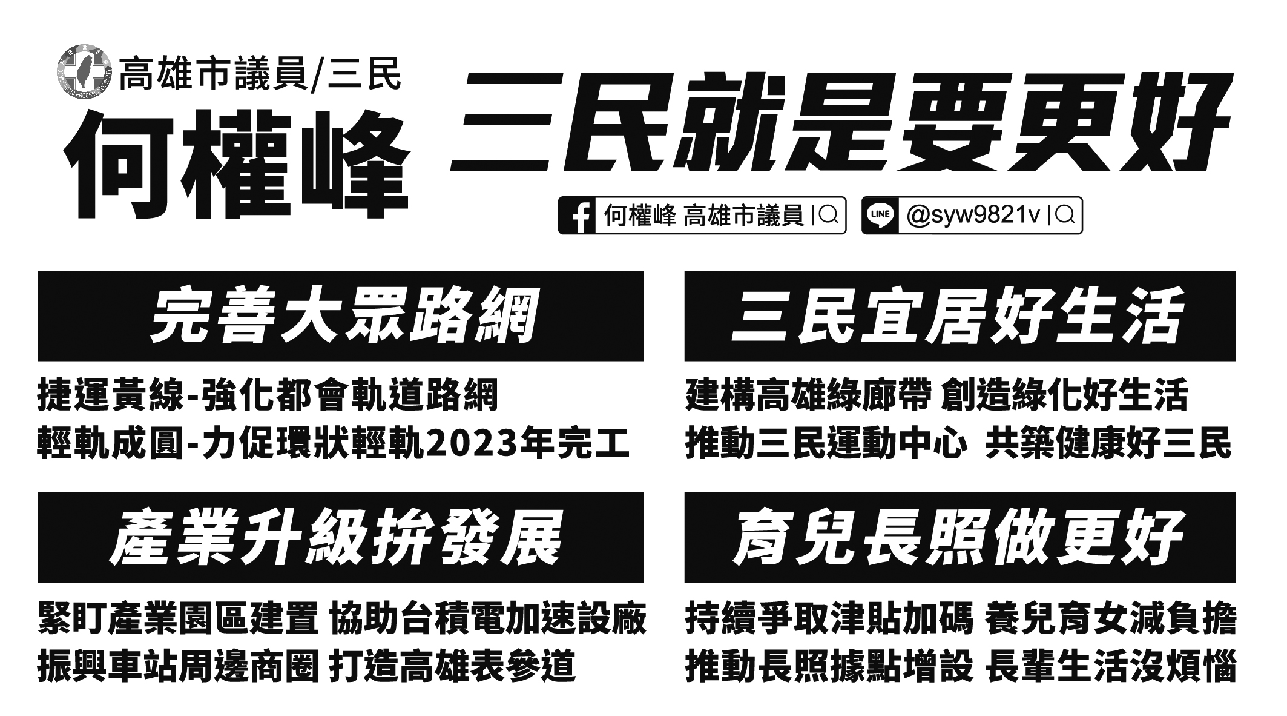 高雄市議員/三民
何權峰
三民就是要更好
何權峰 高雄市議員
LINE @syw9821v
完善大眾路網
捷運黃線-強化都會軌道路網
輕軌成圓-力促環狀輕軌2023年完工
三民宜居好生活
建構高雄綠廊帶 創造綠化好生活
推動三民運動中心 共築健康好三民
產業升級拚發展
緊盯產業園區建置 協助台積電加速設廠
振興車站周邊商圈 打造高雄表參道
育兒長照做更好
持續爭取津貼加碼 養兒育女減負擔
推動長照據點增設 長輩生活沒煩惱